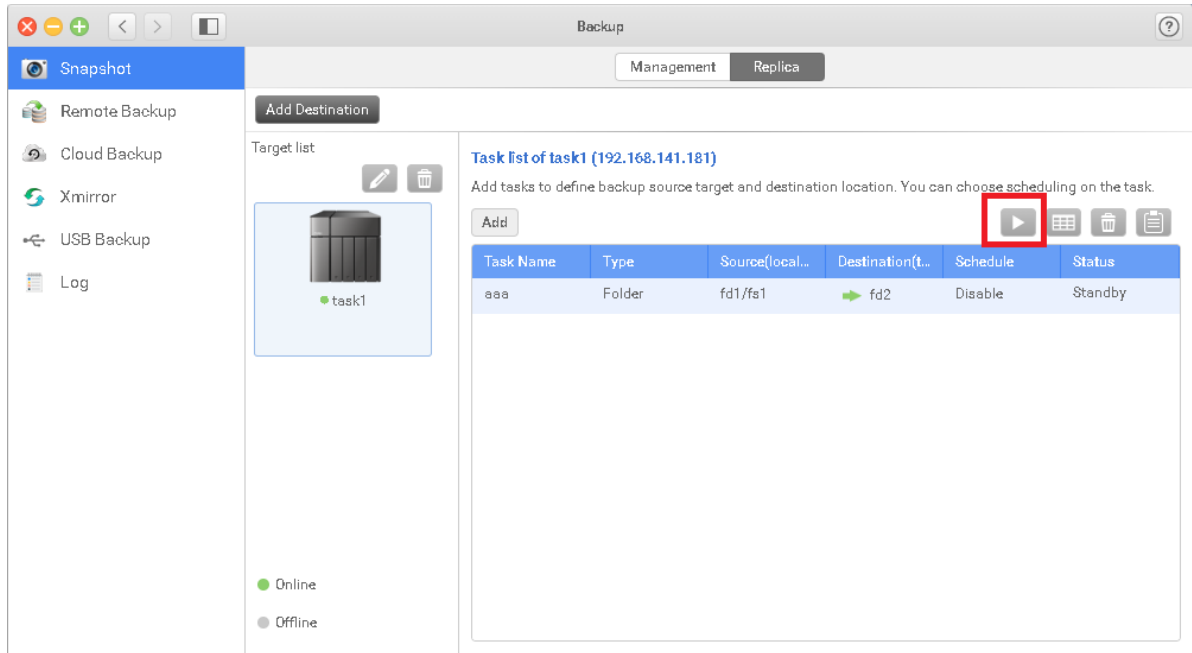 Backup
Snapshot
Remote Backup
Cloud Backup
Xmirror
USB Backup
Log
Management Replica
Add Destination
Target list
task1
Online
Offline
Task list of task1 (192.168.141.181)
Add tasks to define backup source target and destination location. You can choose scheduling on the task.
Add
Task Name Type Source(local... Destination(t... Schedule Status
aaa Folder fd1/fs1 fd2 Disable Standby